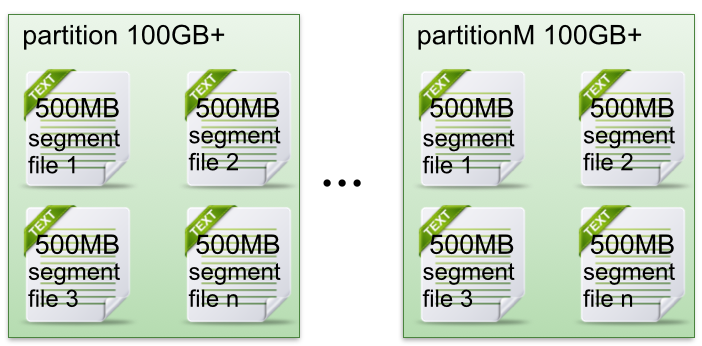 partition 100GB+
TEXT
500MB
segment
file 1
TEXT
500MB
segment
file 2
TEXT
500MB
segment
file 3
TEXT
500MB
segment
file n
...
partitionM 100GB+
TEXT
500MB
segment
file 1
TEXT
500MB
segment
file 2
TEXT
500MB
segment
file 3
TEXT
500MB
segment
file n